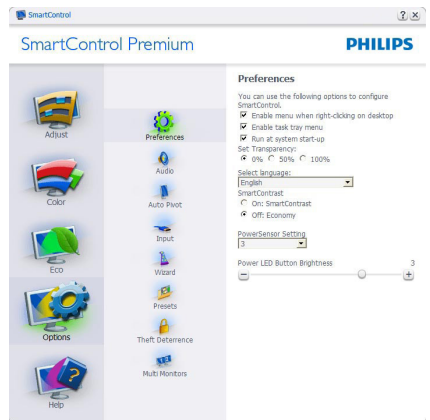 SmartControl
SmartControl Premium
PHILIPS
Adjust
Color
Eco
Options
Help
Preferences
Audio
Auto Pivot
Input
Wizard
Presets
Theft Deterrence
Multi Monitors
Preferences
You can use the following options to configure
SmartControl.
Enable menu when right-clicking on desktop
Enable task tray menu
Run at system start-up
Set Transparency:
0% 50% 100%
Select language:
English
SmartContrast
On: SmartContrast
Off: Economy
PowerSensor Setting
3
Power LED Button Brightness 3